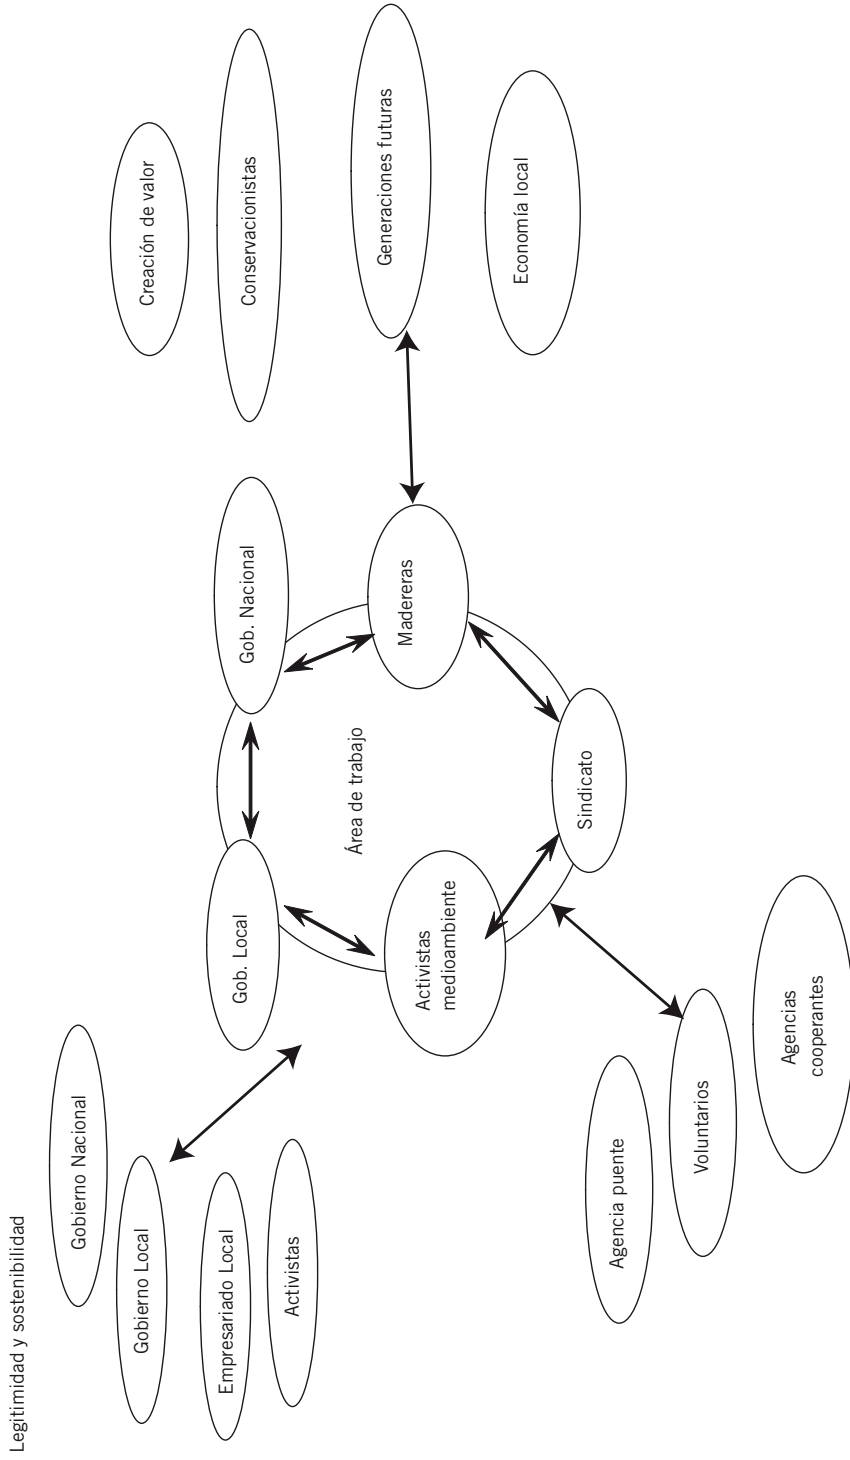 Legitimidad y sostenibilidad
Gobierno Nacional
Gobierno Local
Empresariado Local
Activistas
Gob. Local
Gob. Nacional
Área de trabajo
Activistas
medioambiente
Madereras
Sindicato
Creación de valor
Conservacionistas
Generaciones futuras
Economía local
Agencia puente
Voluntarios
Agencias
cooperantes